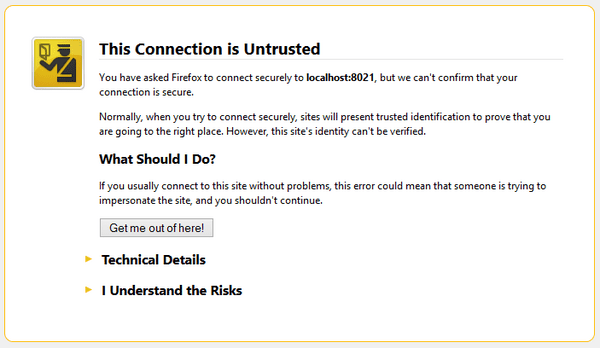 This Connection is Untrusted
You have asked Firefox to connect securely to localhost:8021, but we can't confirm that your
connection is secure.
Normally, when you try to connect securely, sites will present trusted identification to prove that you
are going to the right place. However, this site's identity can't be verified.
What Should I Do?
If you usually connect to this site without problems, this error could mean that someone is trying to
impersonate the site, and you shouldn't continue.
Get me out of here!
Technical Details
I Understand the Risks